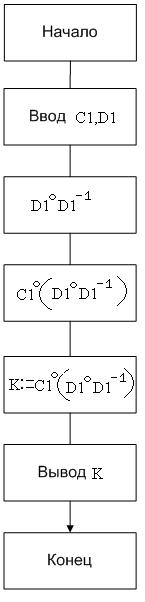 Начало
Ввод C1,D1
D1°D1⁻¹
C1°(D1°D1⁻¹)
K:=C1°(D1°D1⁻¹)
Вывод K
Конец